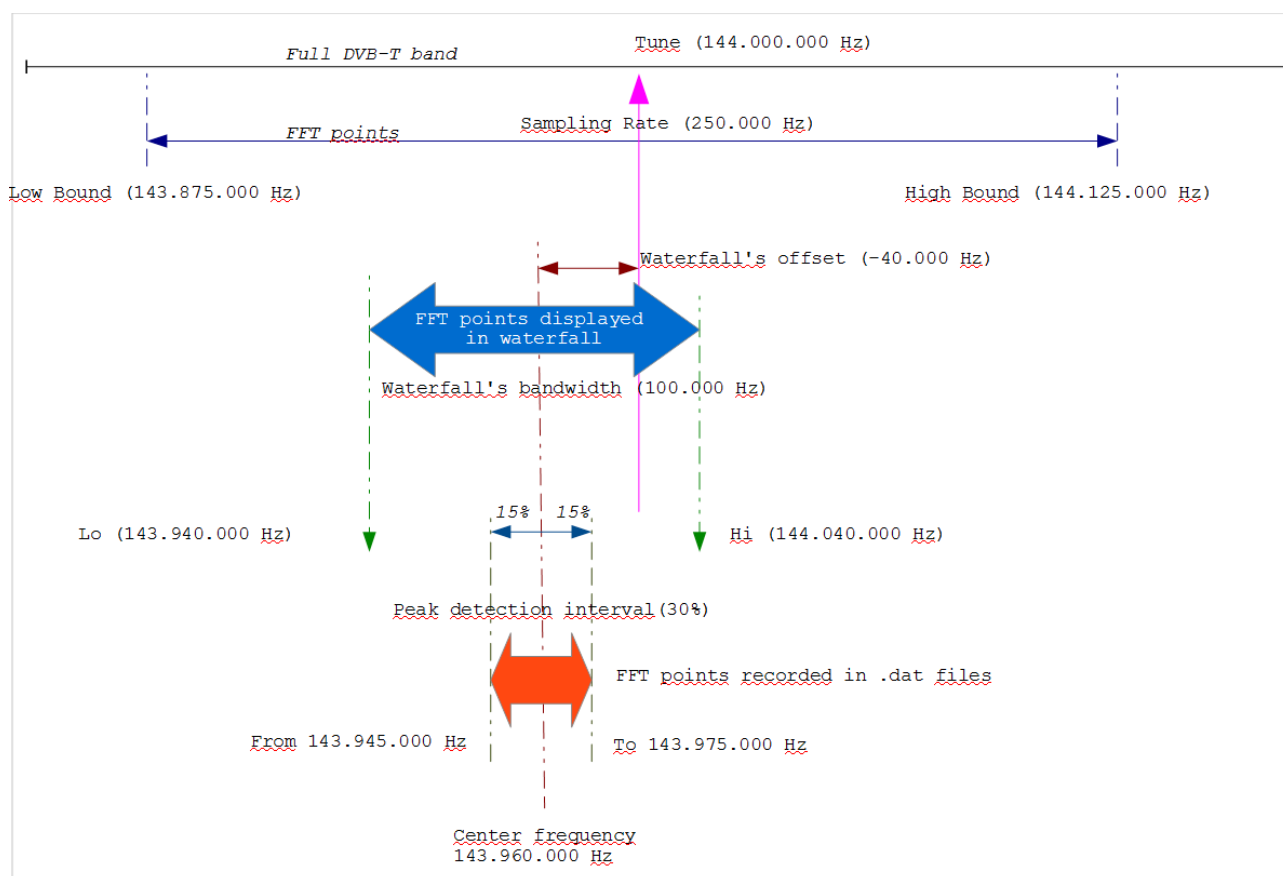 Tune (144.000.000 Hz)
Full DVB-T band
Sampling Rate (250.000 Hz)
FFT points
Low Bound (143.875.000 Hz)
High Bound (144.125.000 Hz)
Waterfall's offset (-40.000 Hz)
FFT points displayed
in waterfall
Waterfall's bandwidth (100.000 Hz)
15%
15%
Lo (143.940.000 Hz)
Hi (144.040.000 Hz)
Peak detection interval(30%)
FFT points recorded in .dat files
From 143.945.000 Hz
To 143.975.000 Hz
Center frequency
143.960.000 Hz